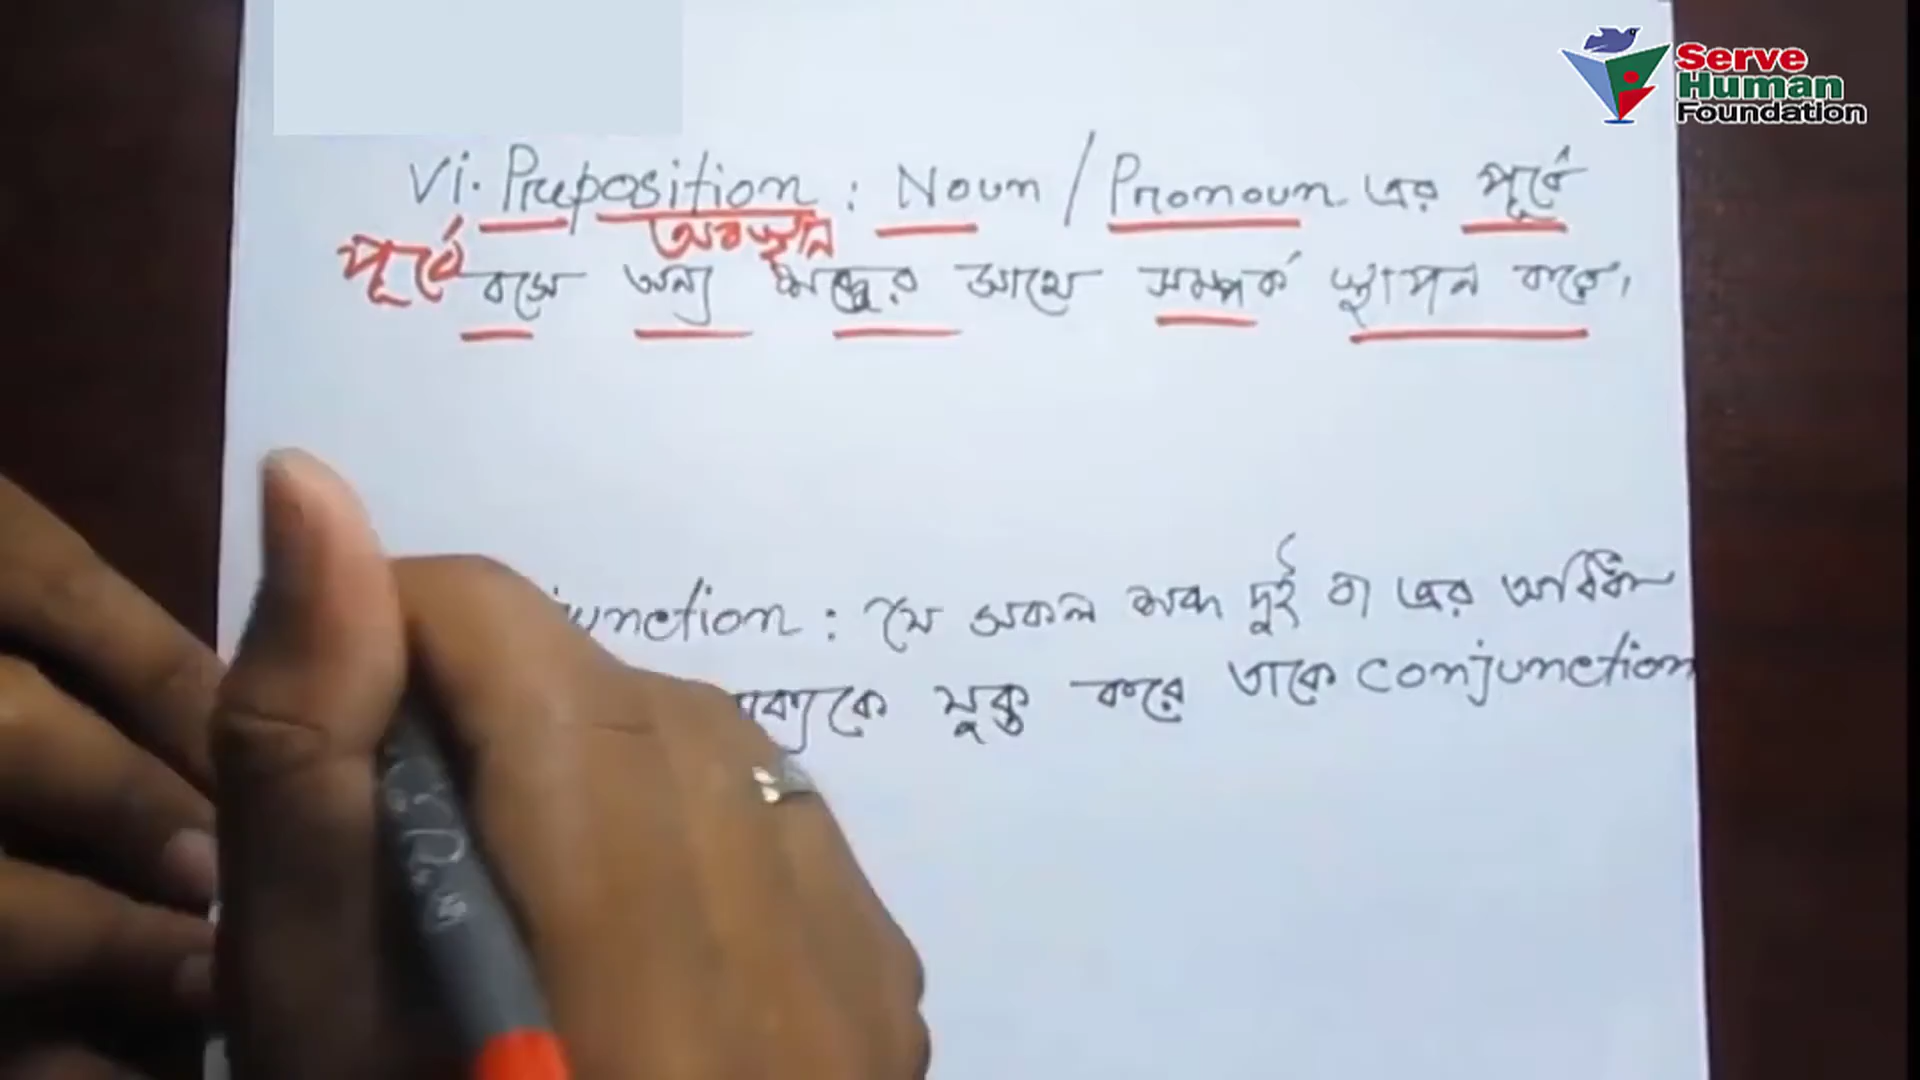 Serve
Human
Foundation
vi. Preposition : Noun / Pronoun এর পূর্বে
পূর্বে অবস্থান
বসে অন্য শব্দের সাথে সম্পর্ক স্থাপন করে।
junction : যে সকল শব্দ দুই বা এর অধিক
যুক্ত করে তাকে conjunction